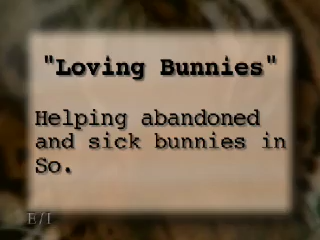 "Loving Bunnies"
Helping abandoned
and sick bunnies in
So.
E/I